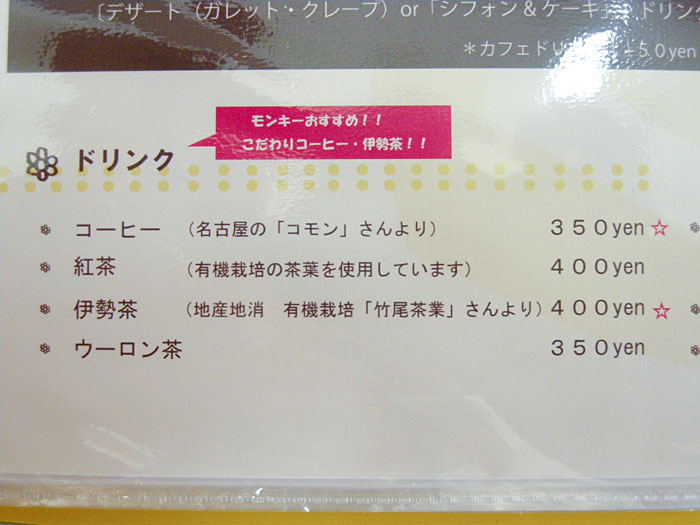 〔デザート（ガレット・クレープ）or「シフォン＆ケーキ」
＊カフェドリ
５０yen
モンキーおすすめ！！
こだわりコーヒー・伊勢茶！！
ドリンク
コーヒー （名古屋の「コモン」さんより） ３５０yen ☆
紅茶 （有機栽培の茶葉を使用しています） ４００yen
伊勢茶 （地産地消 有機栽培「竹尾茶業」さんより） ４００yen ☆
ウーロン茶 ３５０yen